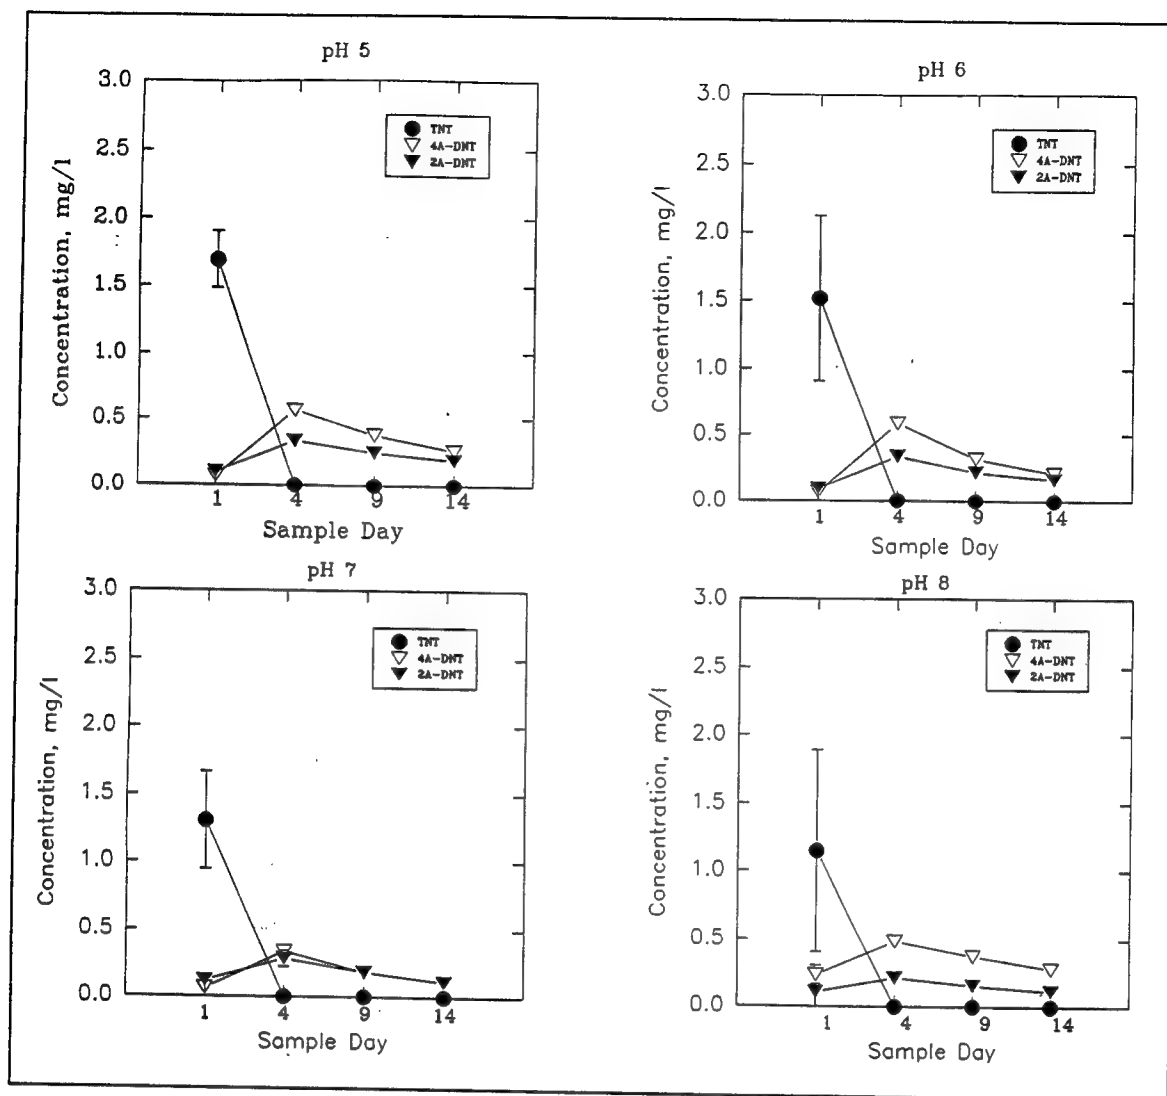 pH 5
3.0
2.5
2.0
1.5
1.0
0.5
0.0
Concentration, mg/l
TNT
4A-DNT
2A-DNT
1 4 9 14
Sample Day
pH 6
3.0
2.5
2.0
1.5
1.0
0.5
0.0
Concentration, mg/l
TNT
4A-DNT
2A-DNT
1 4 9 14
Sample Day
pH 7
3.0
2.5
2.0
1.5
1.0
0.5
0.0
Concentration, mg/l
TNT
4A-DNT
2A-DNT
1 4 9 14
Sample Day
pH 8
3.0
2.5
2.0
1.5
1.0
0.5
0.0
Concentration, mg/l
TNT
4A-DNT
2A-DNT
1 4 9 14
Sample Day